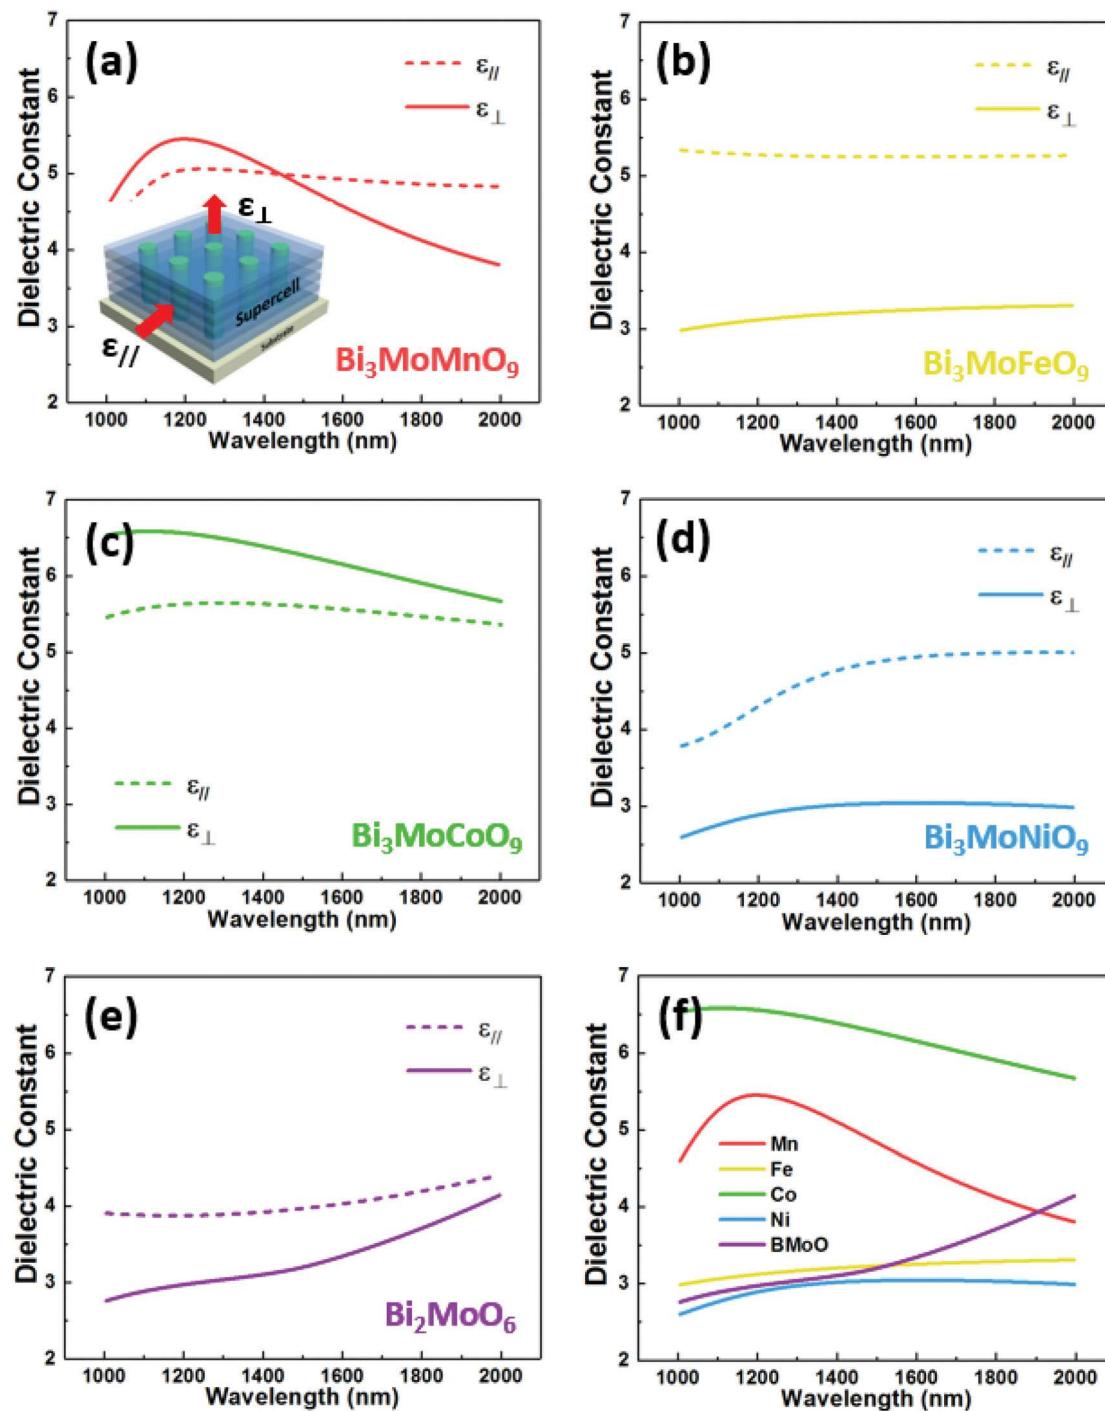 (a)
ε//
ε⊥
Dielectric Constant
7
6
5
4
3
2
ε⊥
ε//
Supercell
Substrate
Bi₃MoMnO₉
1000 1200 1400 1600 1800 2000
Wavelength (nm)
(b)
ε//
ε⊥
Dielectric Constant
7
6
5
4
3
2
Bi₃MoFeO₉
1000 1200 1400 1600 1800 2000
Wavelength (nm)
(c)
Dielectric Constant
7
6
5
4
3
2
ε//
ε⊥
Bi₃MoCoO₉
1000 1200 1400 1600 1800 2000
Wavelength (nm)
(d)
ε//
ε⊥
Dielectric Constant
7
6
5
4
3
2
Bi₃MoNiO₉
1000 1200 1400 1600 1800 2000
Wavelength (nm)
(e)
ε//
ε⊥
Dielectric Constant
7
6
5
4
3
2
Bi₂MoO₆
1000 1200 1400 1600 1800 2000
Wavelength (nm)
(f)
Dielectric Constant
7
6
5
4
3
2
Mn
Fe
Co
Ni
BMoO
1000 1200 1400 1600 1800 2000
Wavelength (nm)